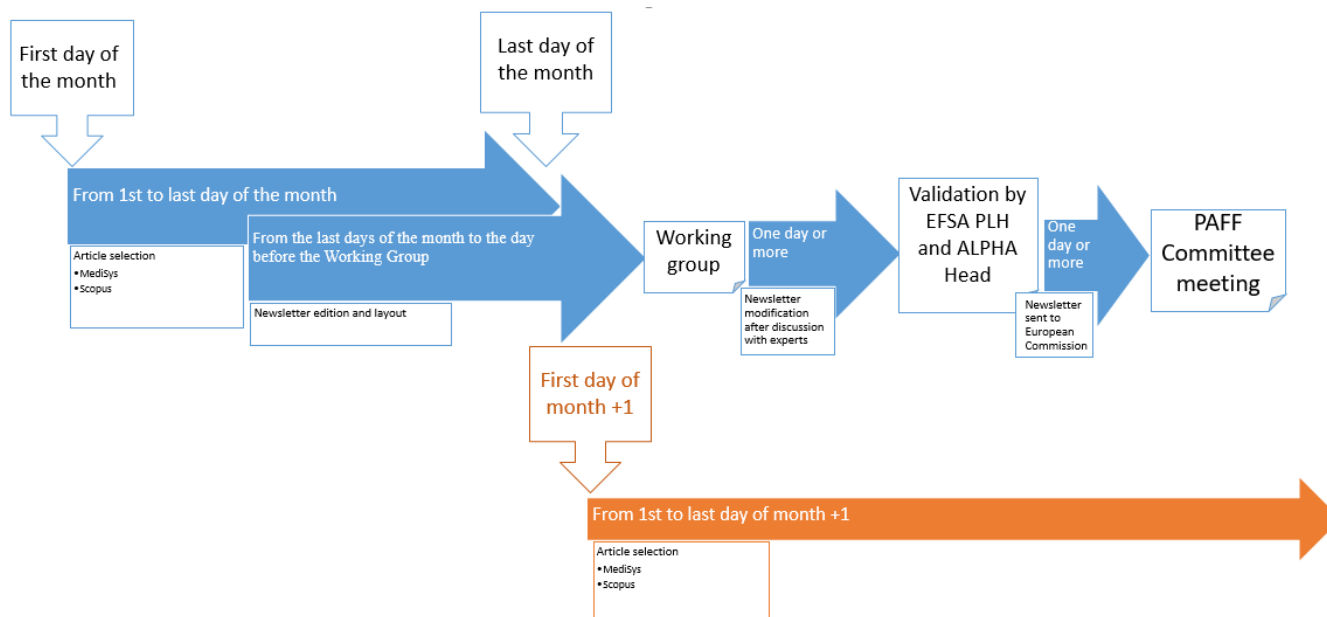 First day of
the month
Last day of
the month
From 1st to last day of the month
Article selection
•MediSys
•Scopus
From the last days of the month to the day
before the Working Group
Newsletter edition and layout
Working
group
One day or
more
Newsletter
modification
after discussion
with experts
Validation by
EFSA PLH
and ALPHA
Head
One
day or
more
Newsletter
sent to
European
Commission
PAFF
Committee
meeting
First day of
month +1
From 1st to last day of month +1
Article selection
•MediSys
•Scopus